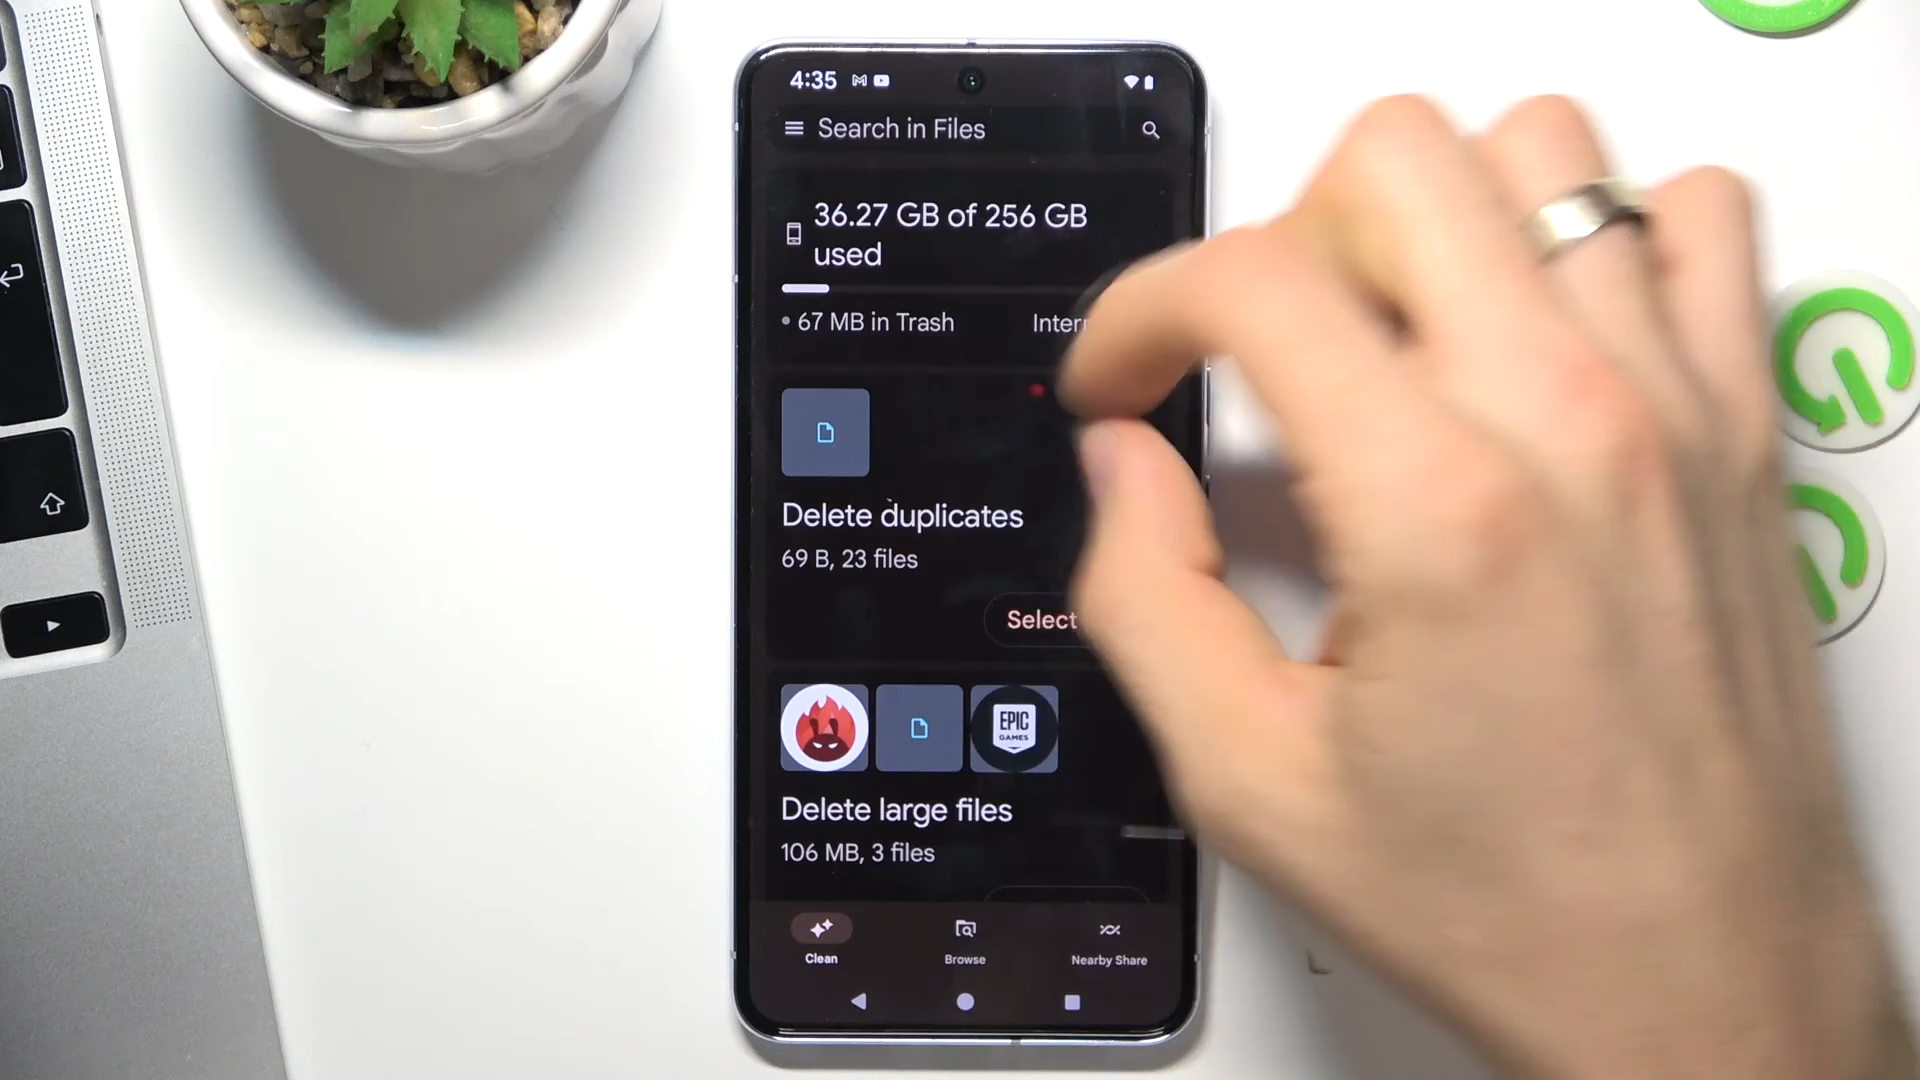 4:35
Search in Files
36.27 GB of 256 GB
used
67 MB in Trash
Delete duplicates
69 B, 23 files
Select
EPIC
GAMES
Delete large files
106 MB, 3 files
Clean
Browse
Nearby Share